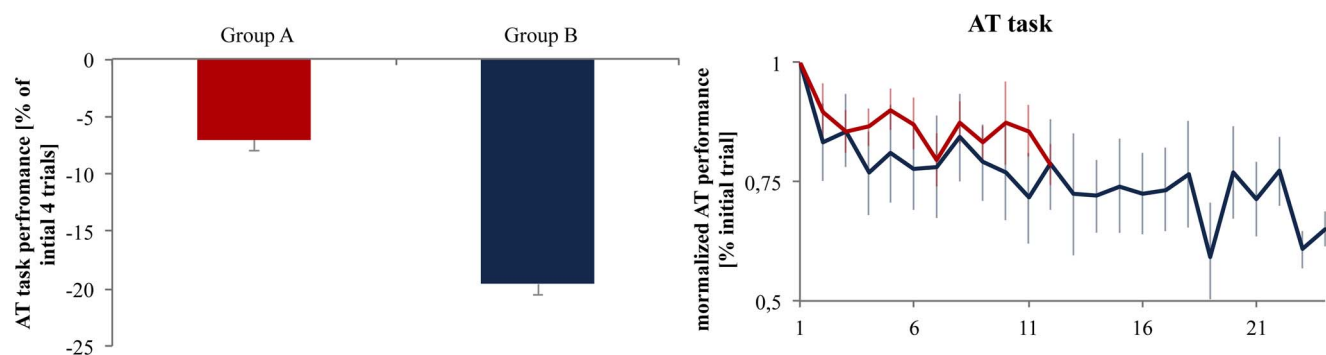 Group A
Group B
0
-5
-10
-15
-20
-25
AT task perfromance [% of
intial 4 trials]
AT task
1
0,75
0,5
mormalized AT performance
[% initial trial]
1
6
11
16
21